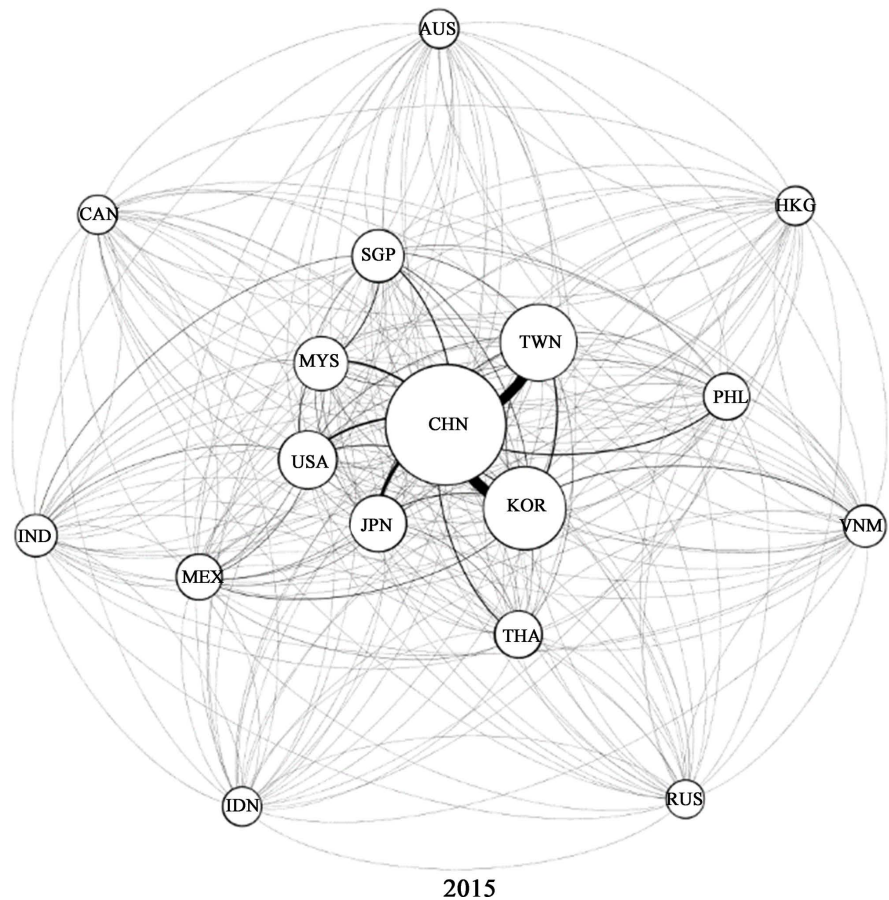 AUS
CAN
HKG
SGP
TWN
MYS
PHL
CHN
USA
KOR
JPN
VNM
IND
MEX
THA
IDN
RUS
2015